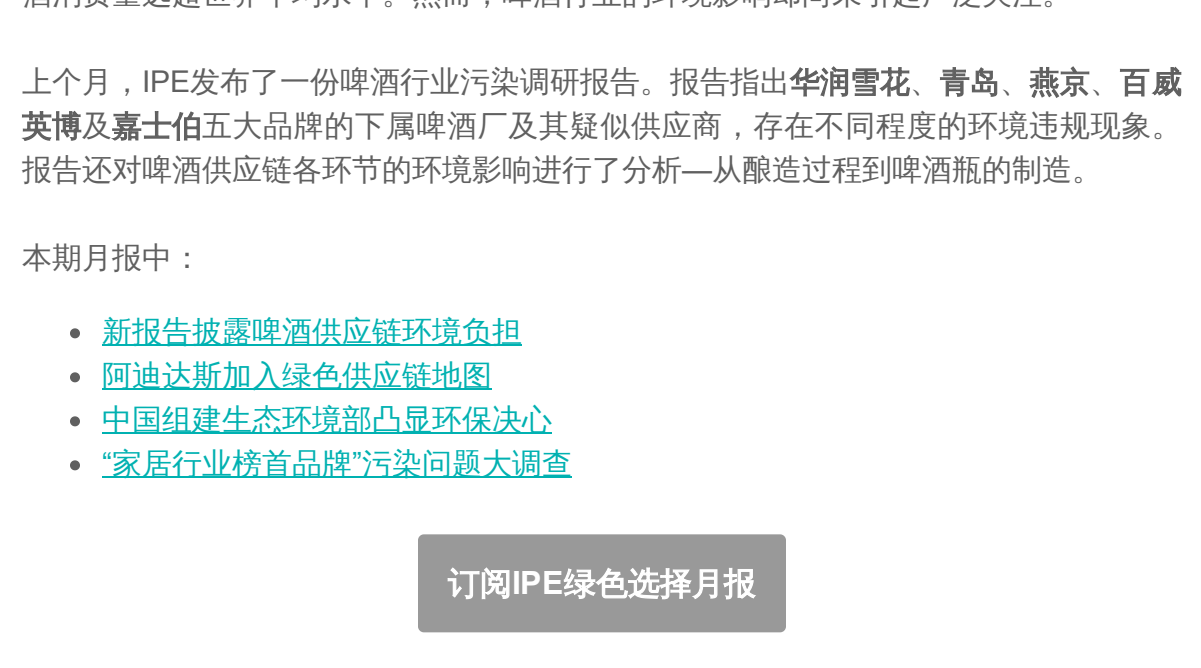 上个月，IPE发布了一份啤酒行业污染调研报告。报告指出华润雪花、青岛、燕京、百威
英博及嘉士伯五大品牌的下属啤酒厂及其疑似供应商，存在不同程度的环境违规现象。
报告还对啤酒供应链各环节的环境影响进行了分析—从酿造过程到啤酒瓶的制造。
本期月报中：
新报告披露啤酒供应链环境负担
阿迪达斯加入绿色供应链地图
中国组建生态环境部凸显环保决心
“家居行业榜首品牌”污染问题大调查
订阅IPE绿色选择月报